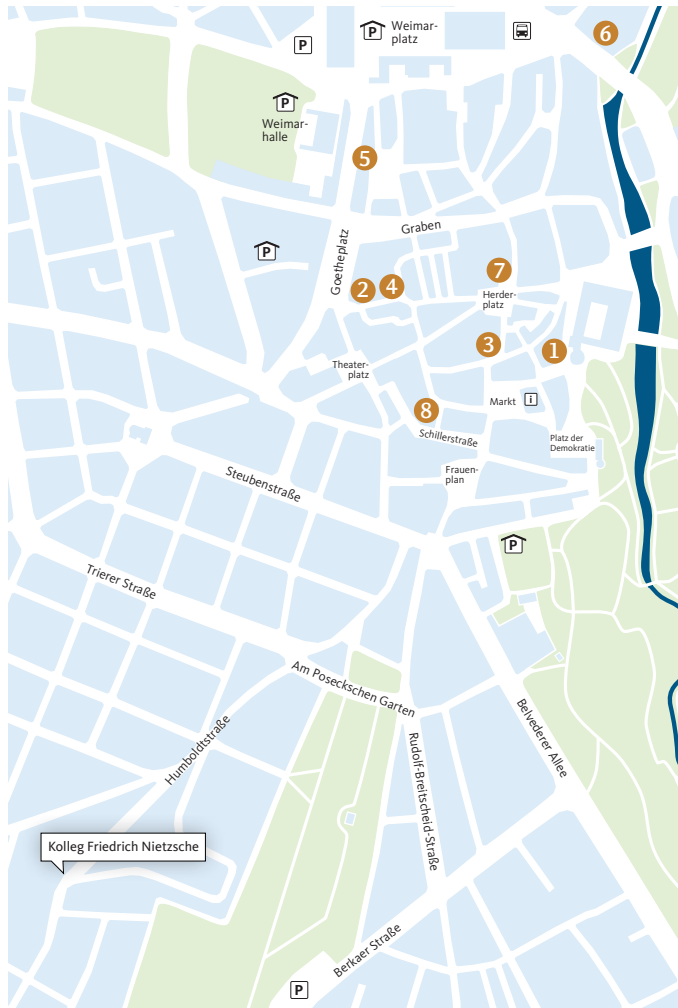 6
P
P
Weimar-
platz
P
Weimar-
halle
5
Graben
Goetheplatz
P
7
2
4
Herder-
platz
3
1
Theater-
platz
Markt
i
8
Schillerstraße
Platz der
Demokratie
Frauen-
plan
Steubenstraße
P
Trierer Straße
Am Poseckschen Garten
Humboldtstraße
Belvederer Allee
Rudolf-Breitscheid-Straße
Kolleg Friedrich Nietzsche
Berkaer Straße
P